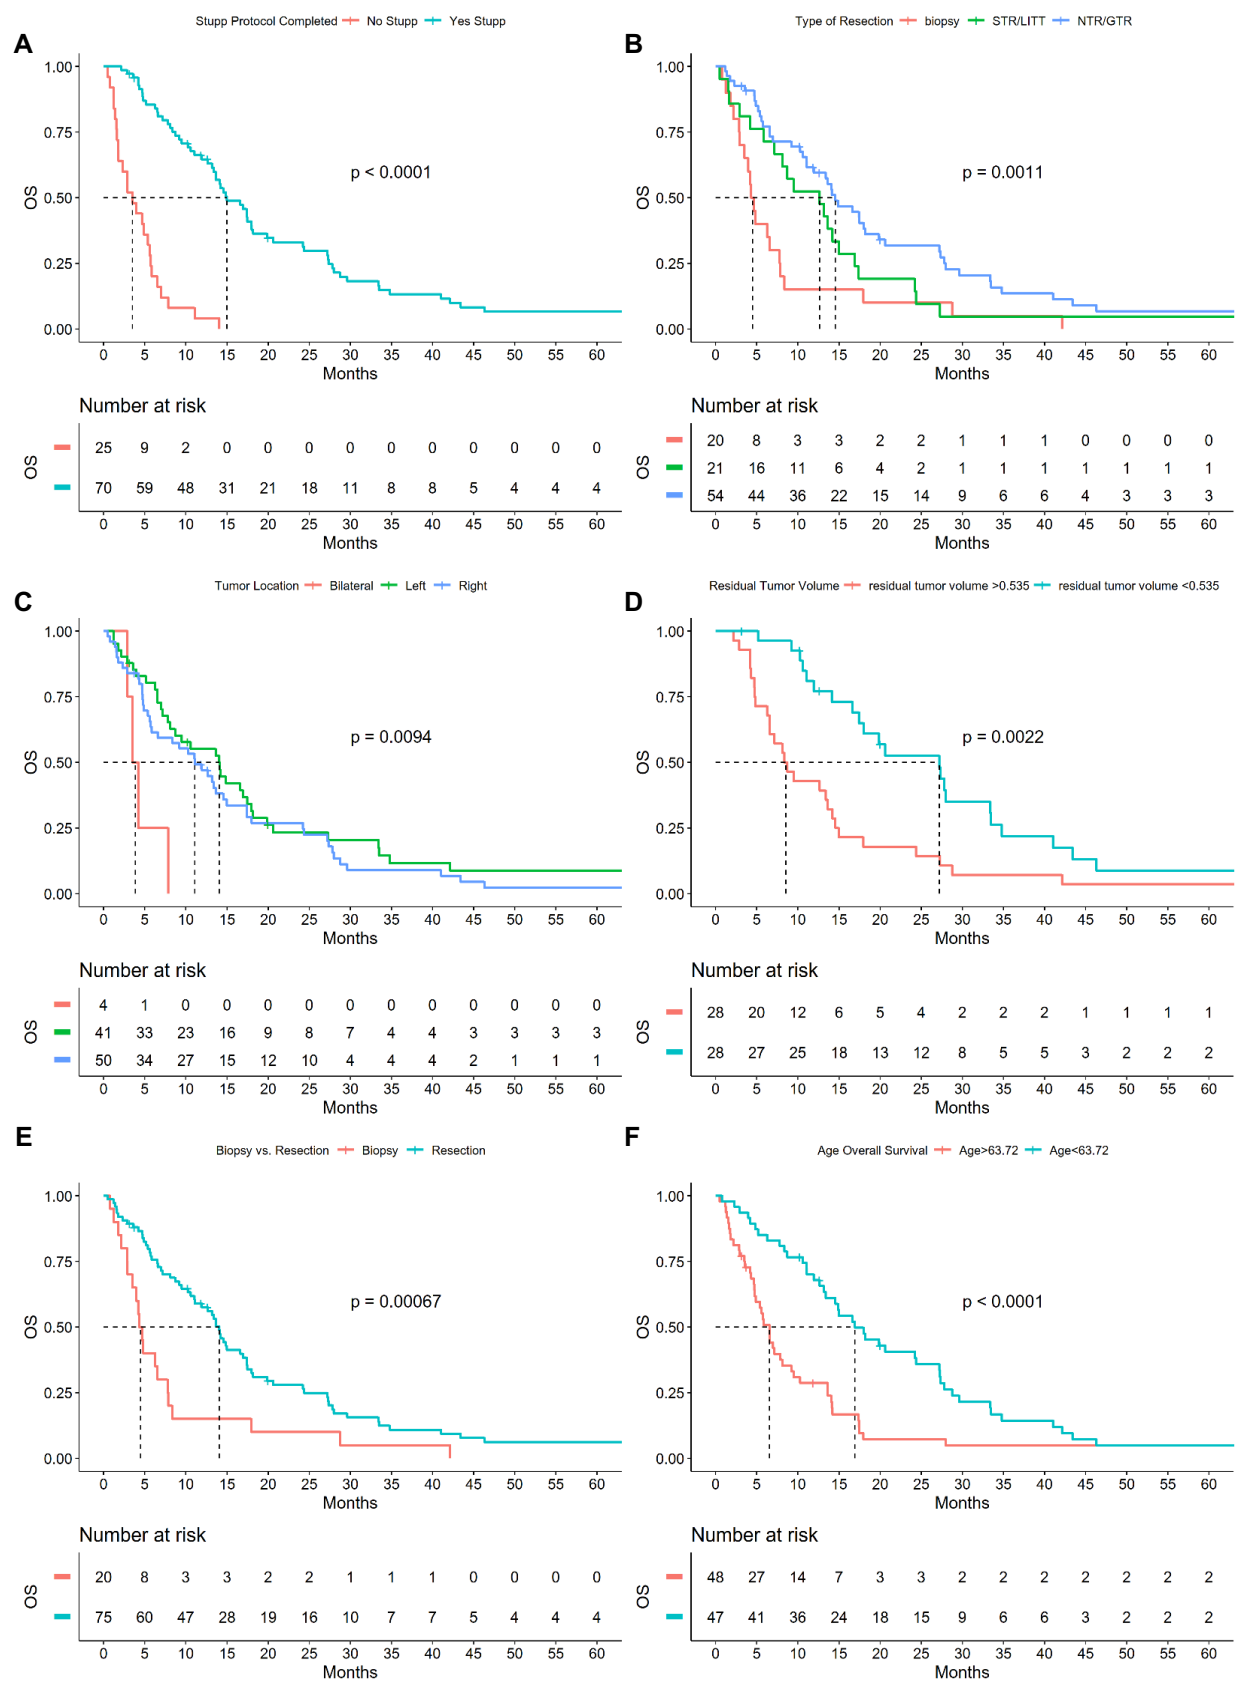 Stupp Protocol Completed No Stupp Yes Stupp
A
1.00
0.75
0.50
0.25
0.00
OS
p < 0.0001
0 5 10 15 20 25 30 35 40 45 50 55 60
Months
Number at risk
OS
25 9 2 0 0 0 0 0 0 0 0 0 0
70 59 48 31 21 18 11 8 8 5 4 4 4
0 5 10 15 20 25 30 35 40 45 50 55 60
Months
Type of Resection biopsy STR/LITT NTR/GTR
B
1.00
0.75
0.50
0.25
0.00
OS
p = 0.0011
0 5 10 15 20 25 30 35 40 45 50 55 60
Months
Number at risk
OS
20 8 3 3 2 2 1 1 1 0 0 0 0
21 16 11 6 4 2 1 1 1 1 1 1 1
54 44 36 22 15 14 9 6 6 4 3 3 3
0 5 10 15 20 25 30 35 40 45 50 55 60
Months
Tumor Location Bilateral Left Right
C
1.00
0.75
0.50
0.25
0.00
OS
p = 0.0094
0 5 10 15 20 25 30 35 40 45 50 55 60
Months
Number at risk
OS
4 1 0 0 0 0 0 0 0 0 0 0 0
41 33 23 16 9 8 7 4 4 3 3 3 3
50 34 27 15 12 10 4 4 4 2 1 1 1
0 5 10 15 20 25 30 35 40 45 50 55 60
Months
Residual Tumor Volume residual tumor volume >0.535 residual tumor volume <0.535
D
1.00
0.75
0.50
0.25
0.00
OS
p = 0.0022
0 5 10 15 20 25 30 35 40 45 50 55 60
Months
Number at risk
OS
28 20 12 6 5 4 2 2 2 1 1 1 1
28 27 25 18 13 12 8 5 5 3 2 2 2
0 5 10 15 20 25 30 35 40 45 50 55 60
Months
Biopsy vs. Resection Biopsy Resection
E
1.00
0.75
0.50
0.25
0.00
OS
p = 0.00067
0 5 10 15 20 25 30 35 40 45 50 55 60
Months
Number at risk
OS
20 8 3 3 2 2 1 1 1 0 0 0 0
75 60 47 28 19 16 10 7 7 5 4 4 4
0 5 10 15 20 25 30 35 40 45 50 55 60
Months
Age Overall Survival Age>63.72 Age<63.72
F
1.00
0.75
0.50
0.25
0.00
OS
p < 0.0001
0 5 10 15 20 25 30 35 40 45 50 55 60
Months
Number at risk
OS
48 27 14 7 3 3 2 2 2 2 2 2 2
47 41 36 24 18 15 9 6 6 3 2 2 2
0 5 10 15 20 25 30 35 40 45 50 55 60
Months